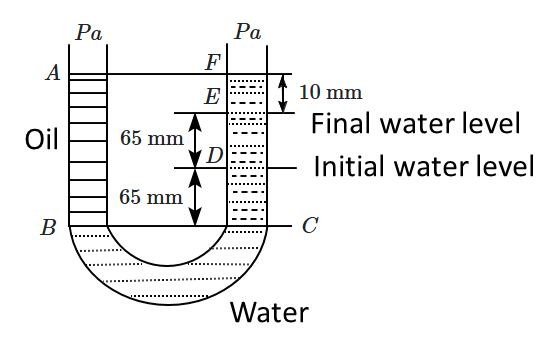 Pa Pa
A F
E 10 mm
Final water level
Oil 65 mm
D Initial water level
65 mm
B C
Water